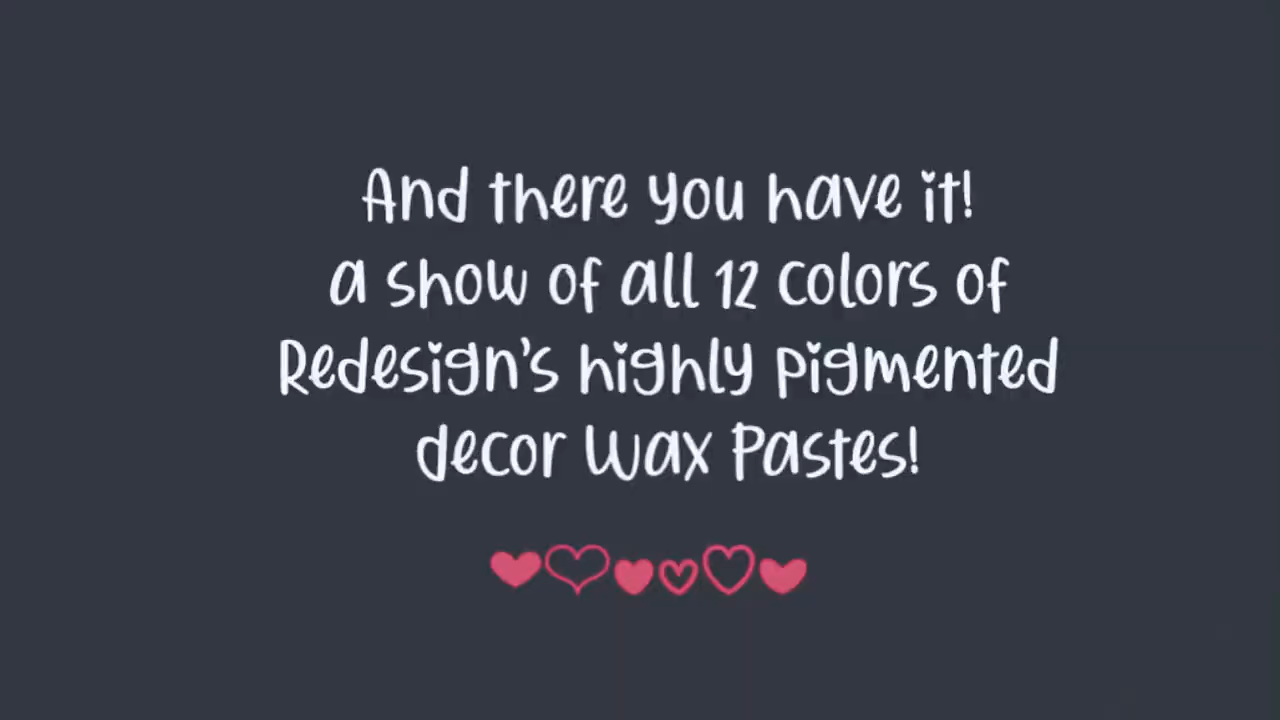 And there you have it!
a show of all 12 colors of
Redesign's highly pigmented
decor Wax Pastes!